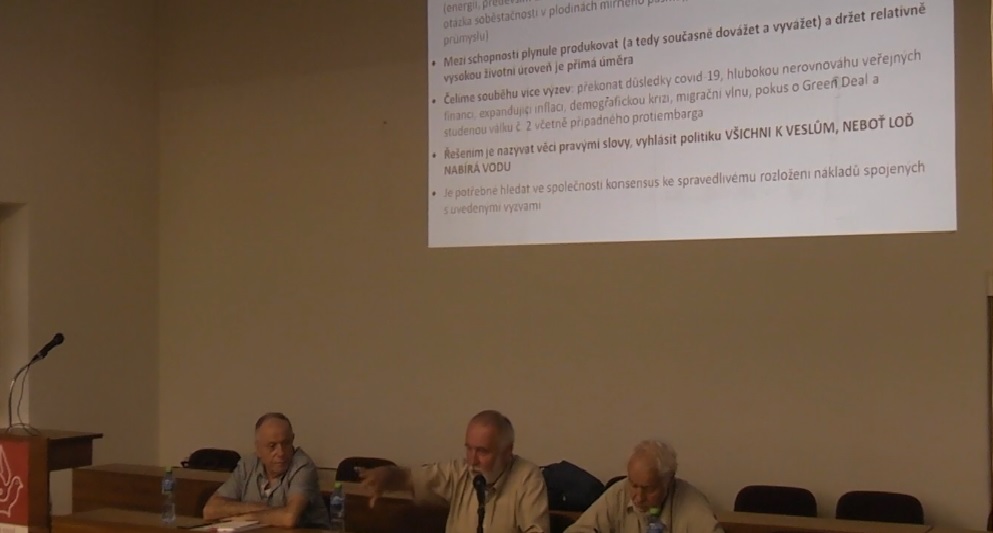 (energii, především
otázka soběstačnosti v plodinách mírného
průmyslu)
• Mezi schopností plynule produkovat (a tedy současně dovážet a vyvážet) a držet relativně
vysokou životní úroveň je přímá úměra
• Čelíme souběhu více výzev: překonat důsledky covid-19, hlubokou nerovnováhu veřejných
financí, expandující inflaci, demografickou krizi, migrační vlnu, pokus o Green Deal a
studenou válku č. 2 včetně případného protiembarga
• Řešením je nazývat věci pravými slovy, vyhlásit politiku VŠICHNI K VESLŮM, NEBOŤ LOĎ
NABÍRÁ VODU
• Je potřebné hledat ve společnosti konsensus ke spravedlivému rozložení nákladů spojených
s uvedenými výzvami